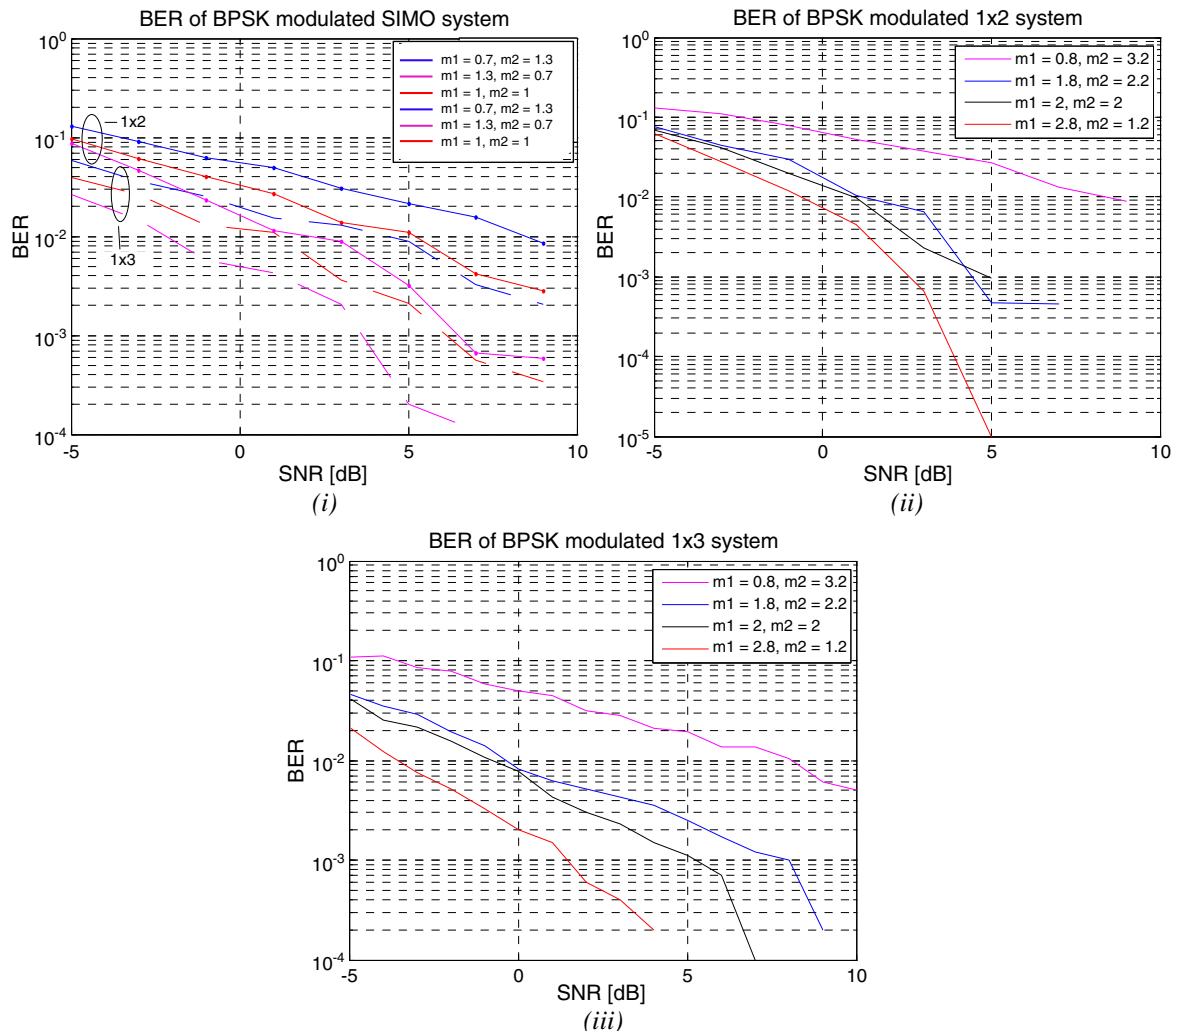 BER of BPSK modulated SIMO system
10^0
10^-1
10^-2
10^-3
10^-4
BER
-5 0 5 10
SNR [dB]
m1 = 0.7, m2 = 1.3
m1 = 1.3, m2 = 0.7
m1 = 1, m2 = 1
m1 = 0.7, m2 = 1.3
m1 = 1.3, m2 = 0.7
m1 = 1, m2 = 1
1x2
1x3
(i)
BER of BPSK modulated 1x2 system
10^0
10^-1
10^-2
10^-3
10^-4
10^-5
BER
-5 0 5 10
SNR [dB]
m1 = 0.8, m2 = 3.2
m1 = 1.8, m2 = 2.2
m1 = 2, m2 = 2
m1 = 2.8, m2 = 1.2
(ii)
BER of BPSK modulated 1x3 system
10^0
10^-1
10^-2
10^-3
10^-4
BER
-5 0 5 10
SNR [dB]
m1 = 0.8, m2 = 3.2
m1 = 1.8, m2 = 2.2
m1 = 2, m2 = 2
m1 = 2.8, m2 = 1.2
(iii)